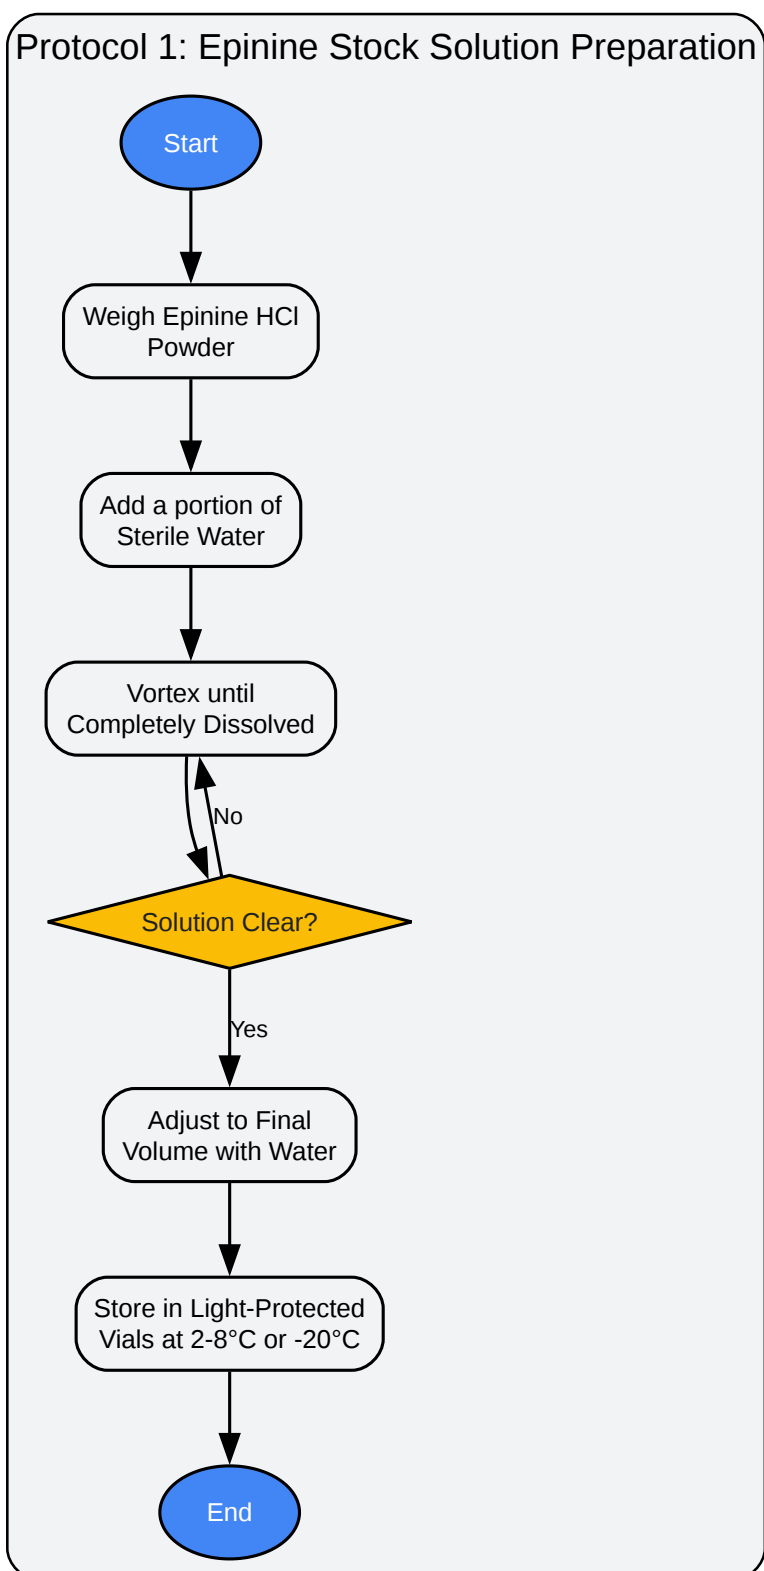 Protocol 1: Epinine Stock Solution Preparation
Start
Weigh Epinine HCl
Powder
Add a portion of
Sterile Water
Vortex until
Completely Dissolved
No
Solution Clear?
Yes
Adjust to Final
Volume with Water
Store in Light-Protected
Vials at 2-8°C or -20°C
End